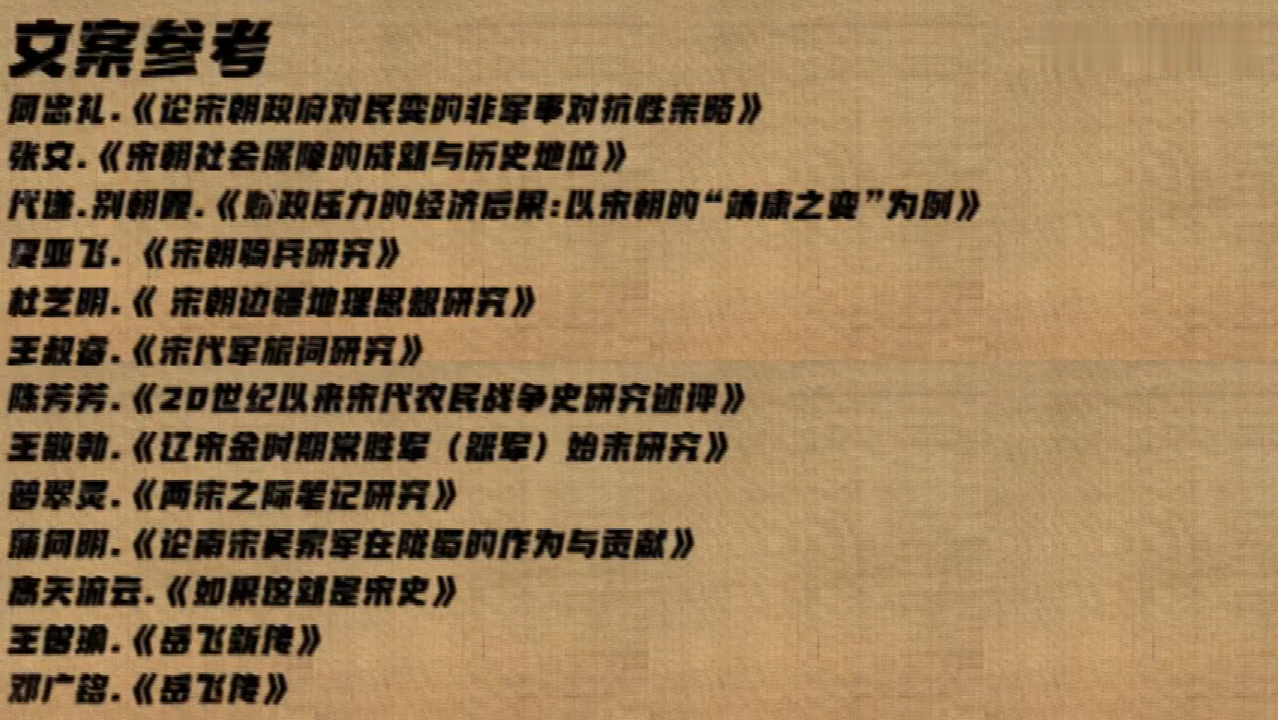 文案参考
何忠礼.《论宋朝政府对民变的非军事对抗性策略》
张文.《宋朝社会保障的成就与历史地位》
代谦.别朝霞.《财政压力的经济后果:以宋朝的“靖康之变”为例》
夏亚飞. 《宋朝骑兵研究》
杜芝明.《 宋朝边疆地理思想研究》
王叔睿.《宋代军旅词研究》
陈芳芳.《20世纪以来宋代农民战争史研究述评》
王敬勃.《辽宋金时期常胜军（怨军）始末研究》
曾翠灵.《两宋之际笔记研究》
蒲向明.《论南宋吴家军在陇蜀的作为与贡献》
高天流云.《如果这就是宋史》
王曾瑜.《岳飞新传》
邓广铭.《岳飞传》